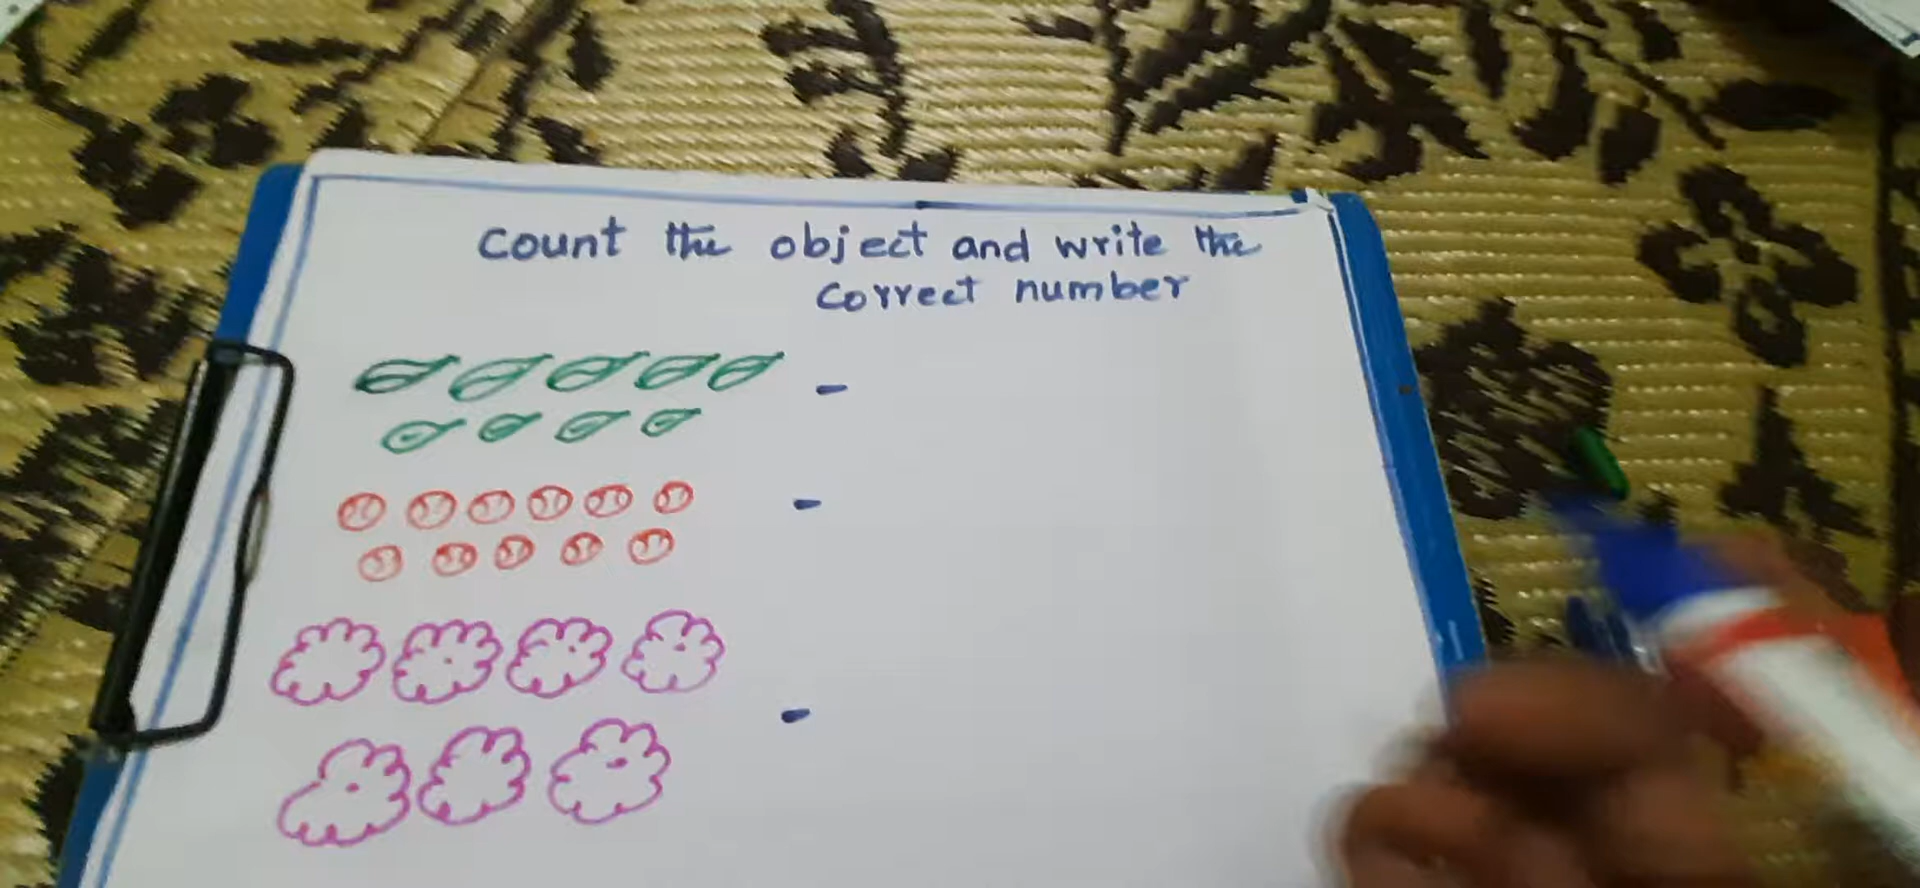 count the object and write the
correct number
-
-
-